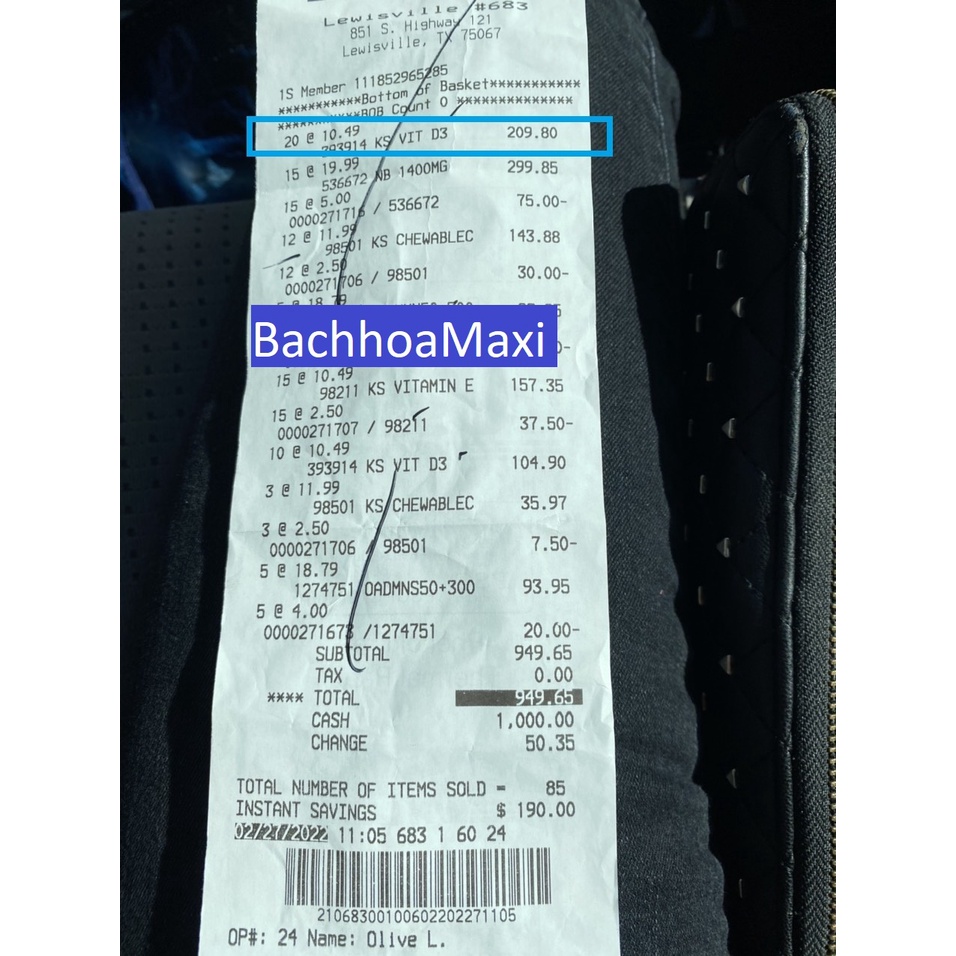 Lewisville #683
851 S. Highway 121
Lewisville, TX 75067
1S Member 111852965285
***********Bottom of Basket***********
***********BOB Count 0 **************
20 @ 10.49
393914 KS VIT D3 209.80
15 @ 19.99
536672 NB 1400MG 299.85
15 @ 5.00
0000271716 / 536672 75.00-
12 @ 11.99
98501 KS CHEWABLEC 143.88
12 @ 2.50
0000271706 / 98501 30.00-
5 @ 18.79
BachhoaMaxi
15 @ 10.49
98211 KS VITAMIN E 157.35
15 @ 2.50
0000271707 / 98211 37.50-
10 @ 10.49
393914 KS VIT D3 104.90
3 @ 11.99
98501 KS CHEWABLEC 35.97
3 @ 2.50
0000271706 / 98501 7.50-
5 @ 18.79
1274751 OADMNS50+300 93.95
5 @ 4.00
0000271673 /1274751 20.00-
SUBTOTAL 949.65
TAX 0.00
**** TOTAL 949.65
CASH 1,000.00
CHANGE 50.35
TOTAL NUMBER OF ITEMS SOLD = 85
INSTANT SAVINGS $ 190.00
02/27/2022 11:05 683 1 60 24
21068300100602202271105
OP#: 24 Name: Olive L.